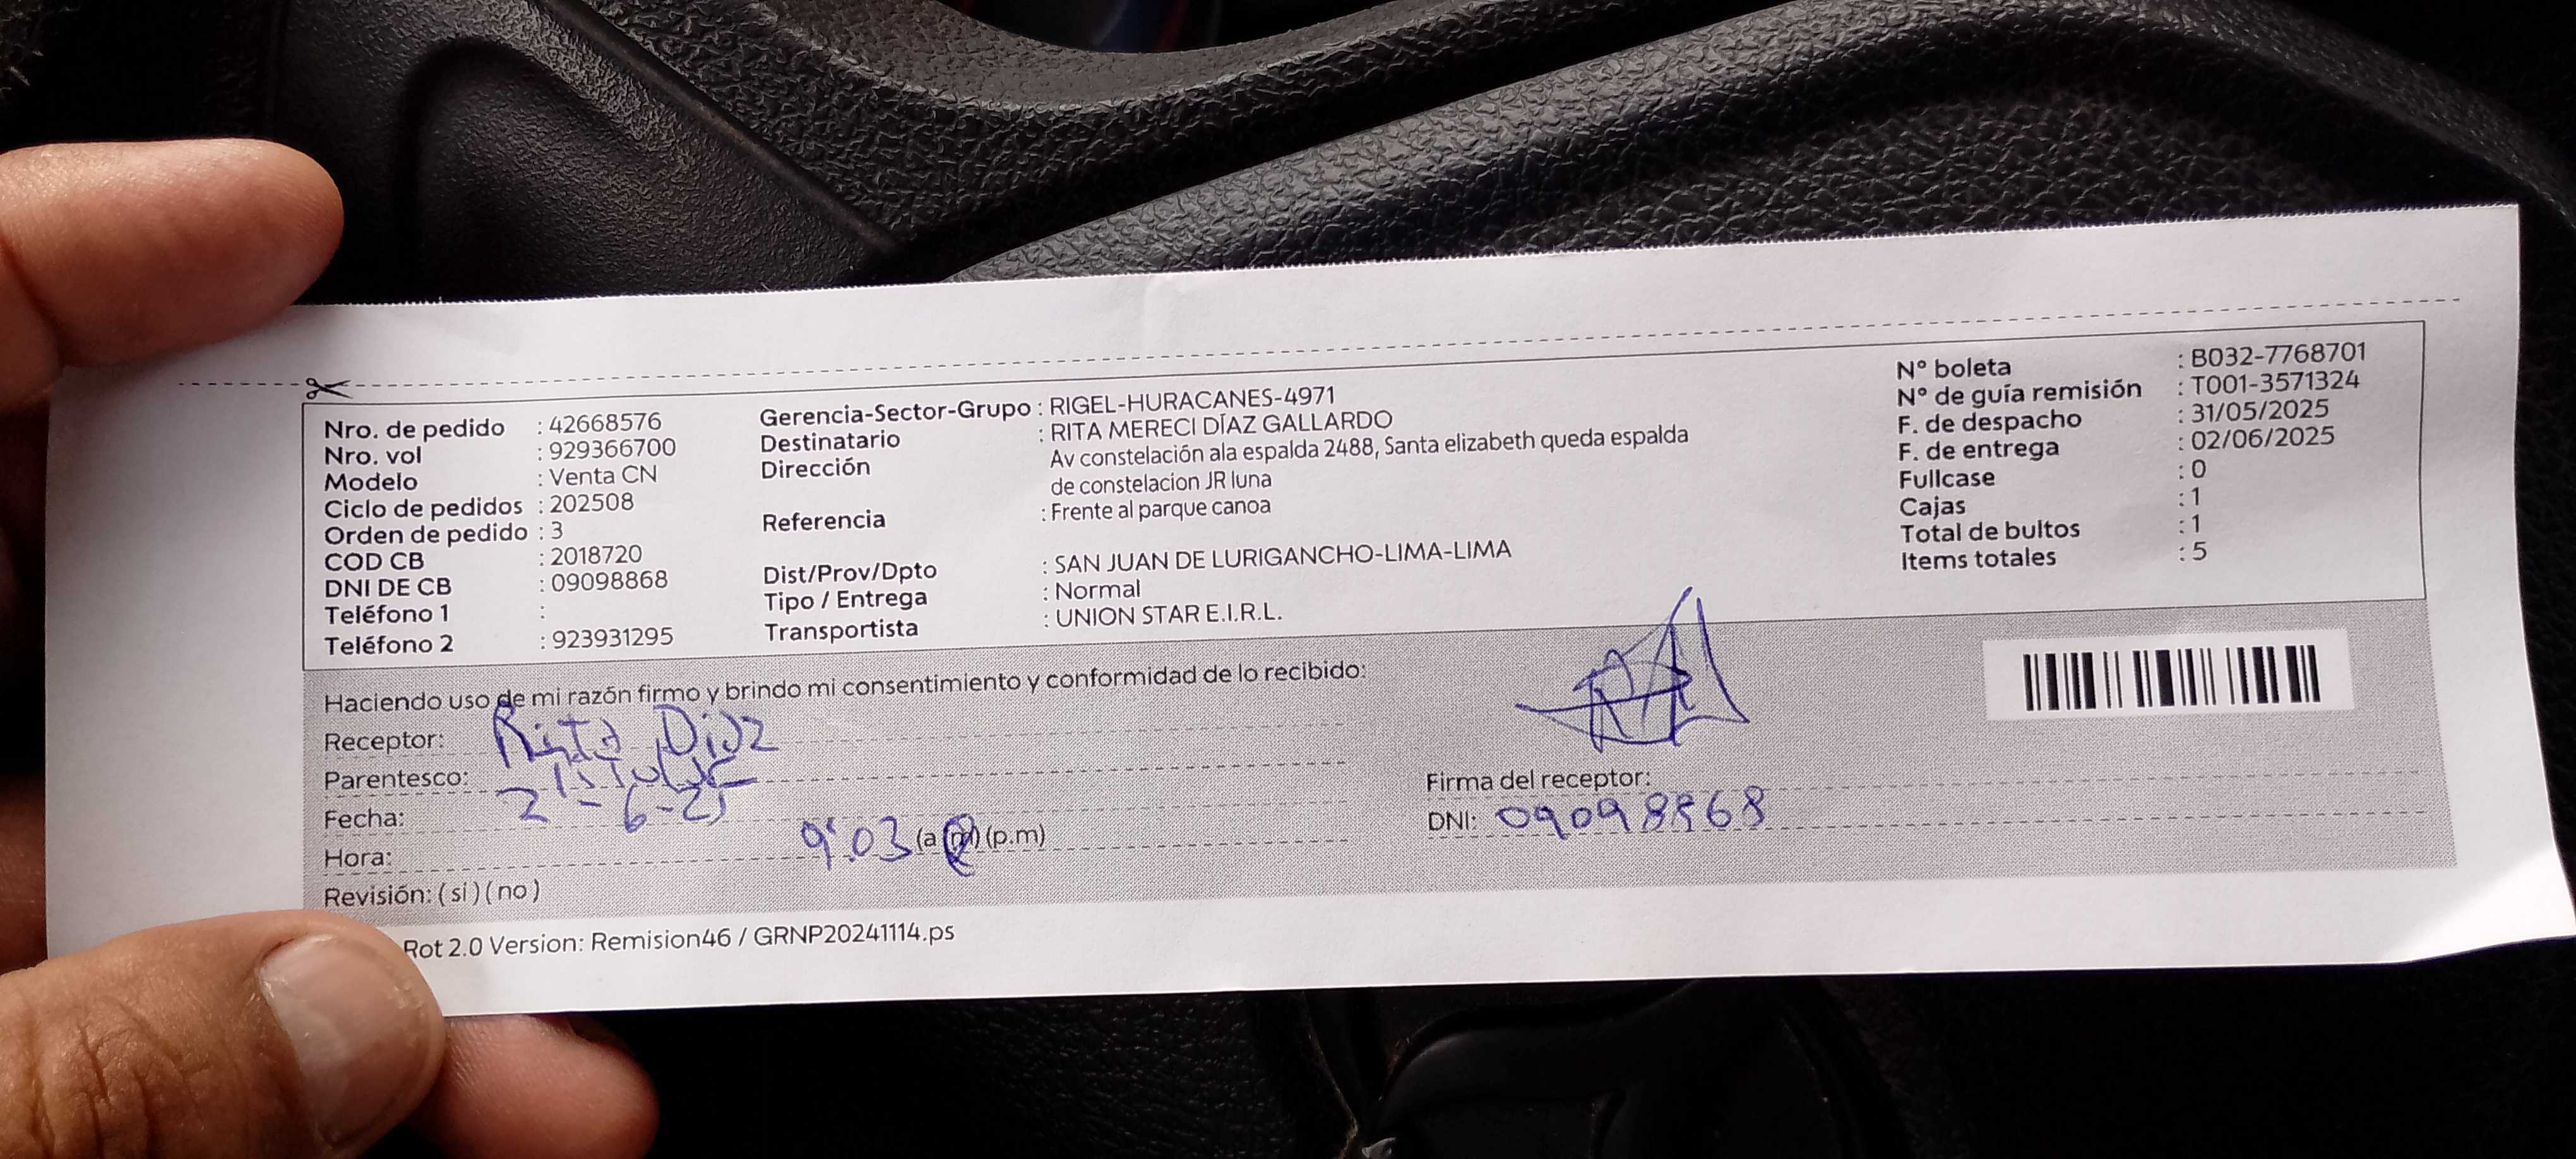 Nro. de pedido : 42668576
Nro. vol : 929366700
Modelo : Venta CN
Ciclo de pedidos : 202508
Orden de pedido : 3
COD CB : 2018720
DNI DE CB : 09098868
Teléfono 1 :
Teléfono 2 : 923931295
Gerencia-Sector-Grupo : RIGEL-HURACANES-4971
Destinatario : RITA MERECI DÍAZ GALLARDO
Dirección Av constelación ala espalda 2488, Santa elizabeth queda espalda
de constelacion JR luna
Referencia : Frente al parque canoa
Dist/Prov/Dpto : SAN JUAN DE LURIGANCHO-LIMA-LIMA
Tipo / Entrega : Normal
Transportista : UNION STAR E.I.R.L.
N° boleta : B032-7768701
N° de guía remisión : T001-3571324
F. de despacho : 31/05/2025
F. de entrega : 02/06/2025
Fullcase : 0
Cajas : 1
Total de bultos : 1
Items totales : 5
Haciendo uso de mi razón firmo y brindo mi consentimiento y conformidad de lo recibido:
Receptor: Rita Diaz
Parentesco:
Fecha: 2-6-25
Hora: 9:03 (a m) (p.m)
Revisión: ( si ) ( no )
Firma del receptor:
DNI: 09098868
Rot 2.0 Version: Remision46 / GRNP20241114.ps